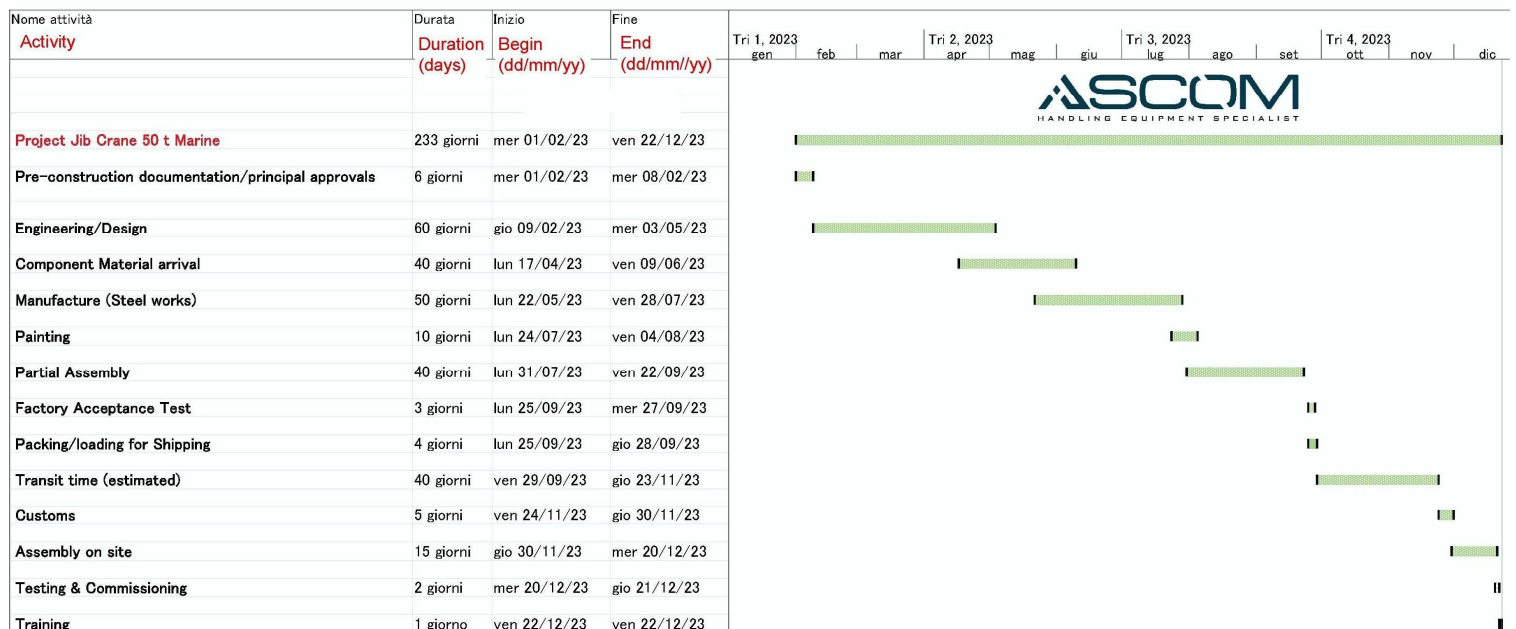 Nome attività Durata Inizio Fine
Activity Duration (days) Begin (dd/mm/yy) End (dd/mm//yy)
Tri 1, 2023 Tri 2, 2023 Tri 3, 2023 Tri 4, 2023
gen feb mar apr mag giu lug ago set ott nov dic
ASCOM
HANDLING EQUIPMENT SPECIALIST
Project Jib Crane 50 t Marine 233 giorni mer 01/02/23 ven 22/12/23
Pre-construction documentation/principal approvals 6 giorni mer 01/02/23 mer 08/02/23
Engineering/Design 60 giorni gio 09/02/23 mer 03/05/23
Component Material arrival 40 giorni lun 17/04/23 ven 09/06/23
Manufacture (Steel works) 50 giorni lun 22/05/23 ven 28/07/23
Painting 10 giorni lun 24/07/23 ven 04/08/23
Partial Assembly 40 giorni lun 31/07/23 ven 22/09/23
Factory Acceptance Test 3 giorni lun 25/09/23 mer 27/09/23
Packing/loading for Shipping 4 giorni lun 25/09/23 gio 28/09/23
Transit time (estimated) 40 giorni ven 29/09/23 gio 23/11/23
Customs 5 giorni ven 24/11/23 gio 30/11/23
Assembly on site 15 giorni gio 30/11/23 mer 20/12/23
Testing & Commissioning 2 giorni mer 20/12/23 gio 21/12/23
Training 1 giorno ven 22/12/23 ven 22/12/23